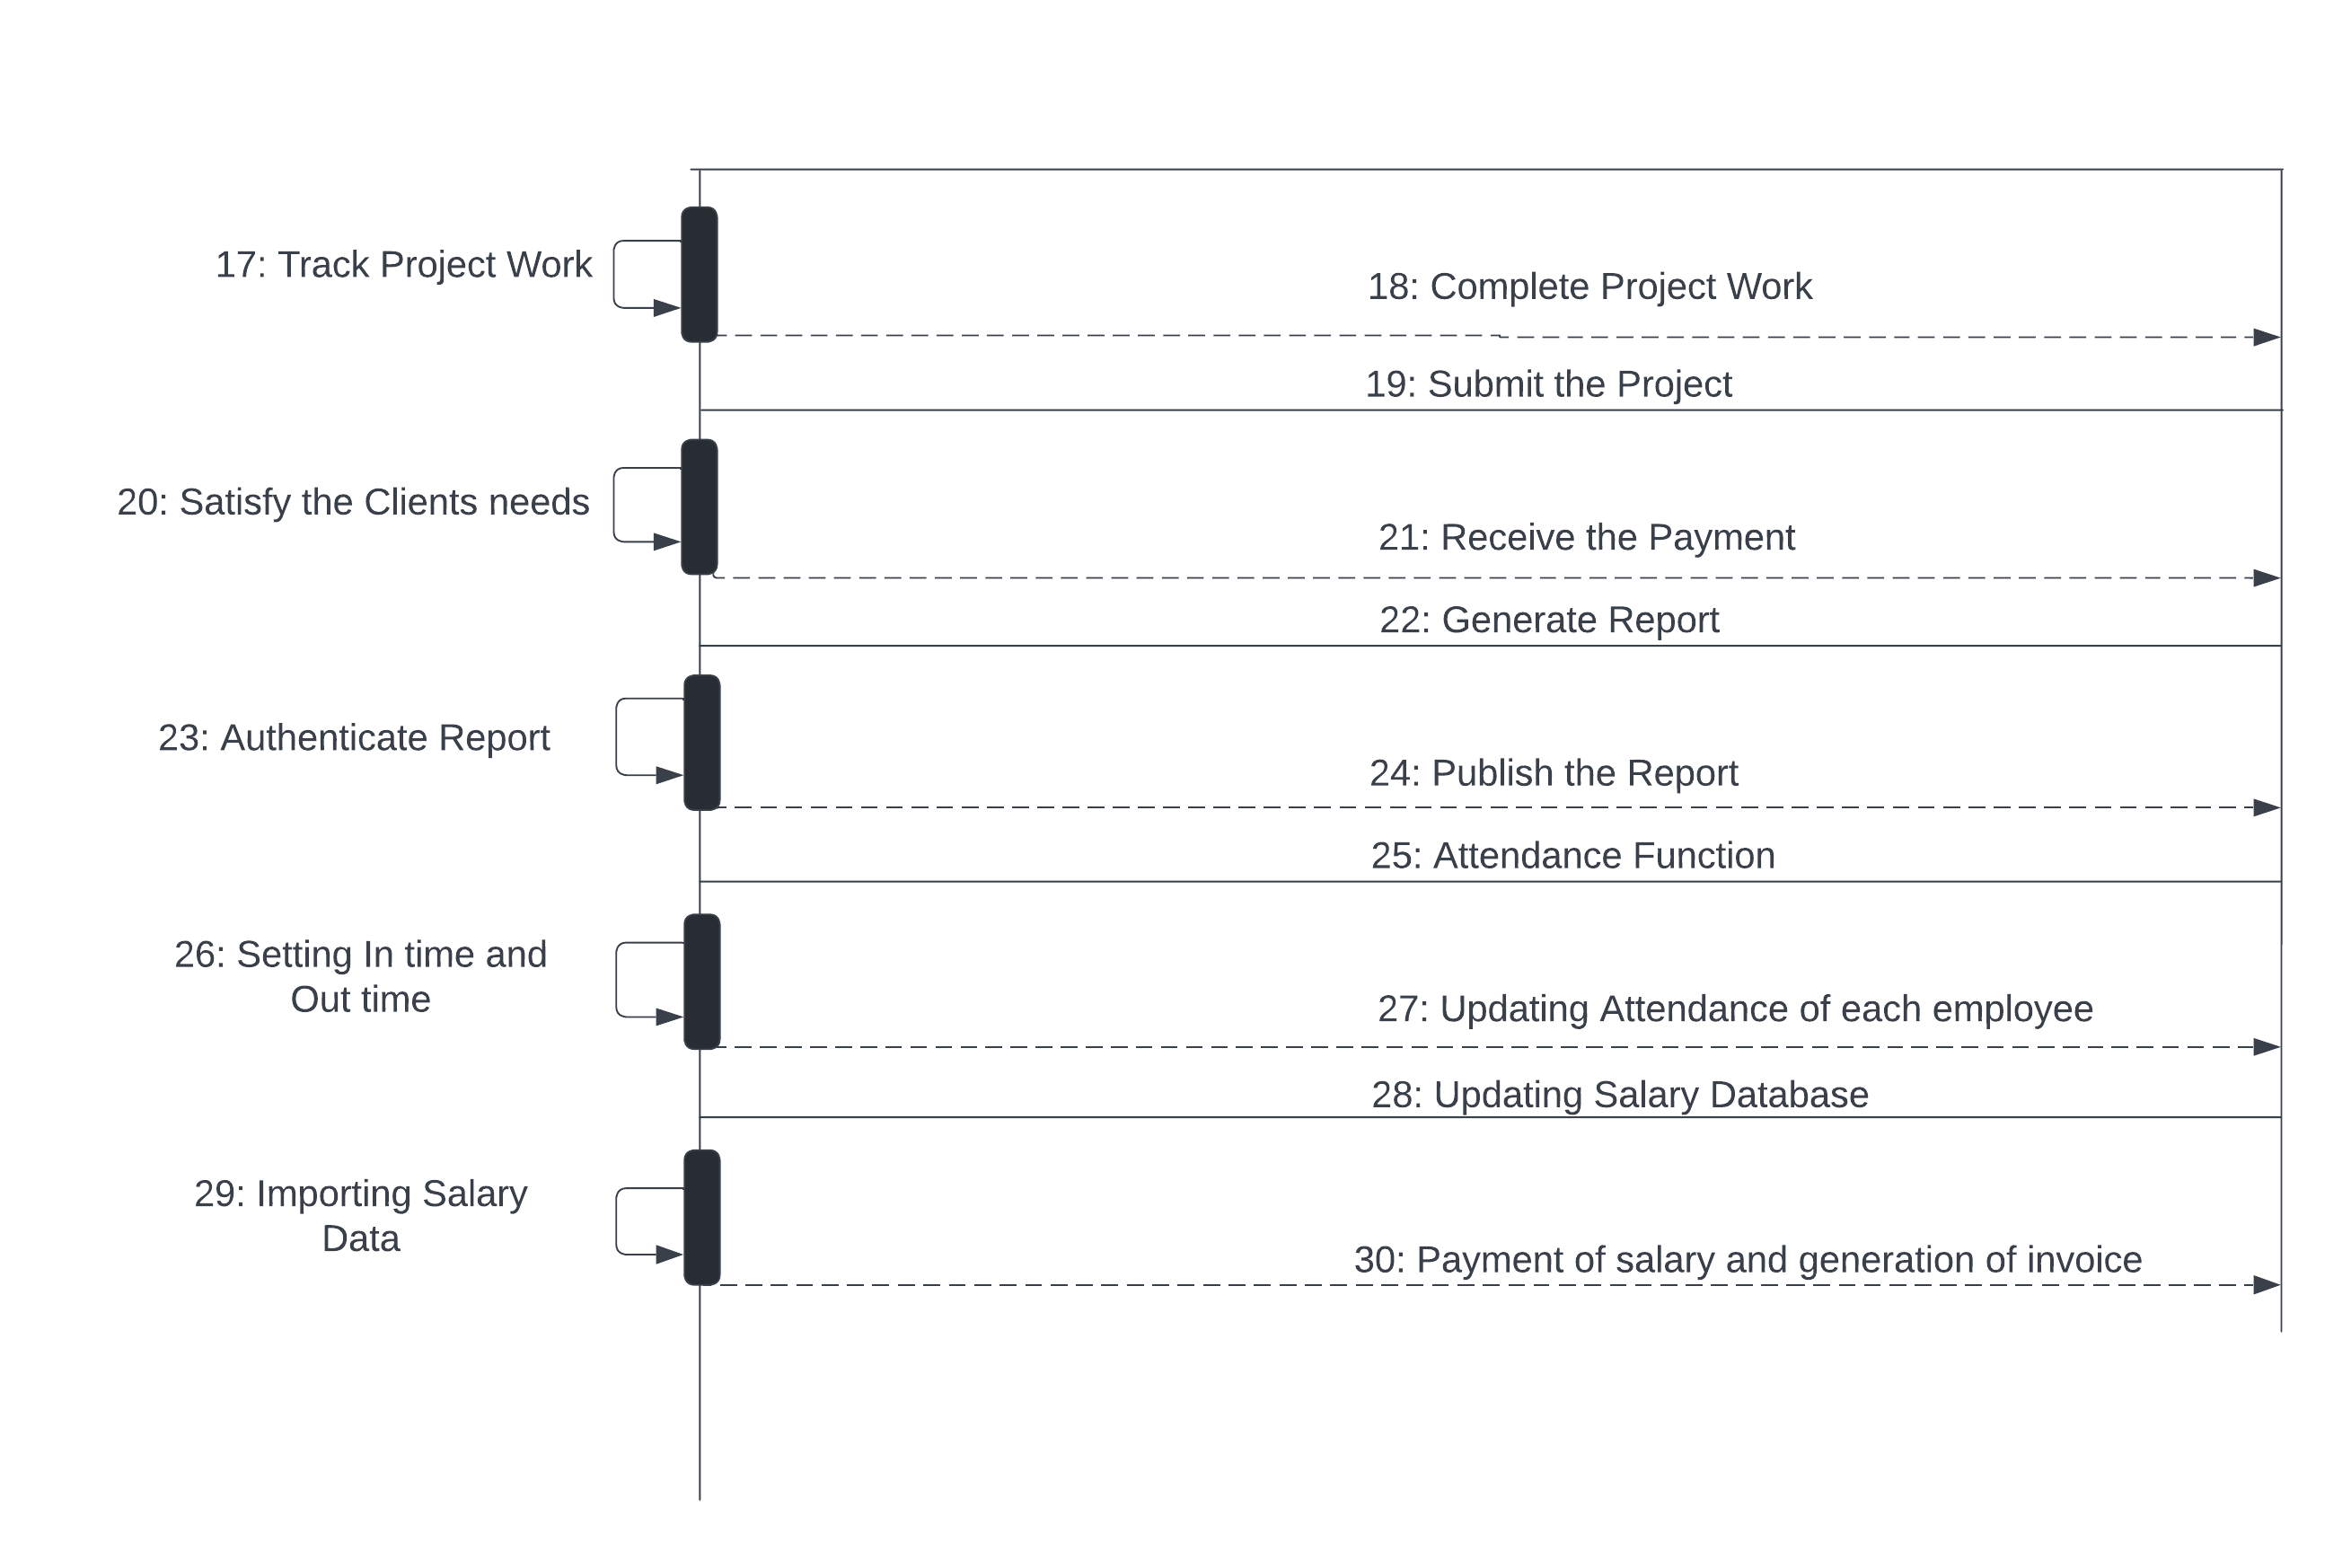 17: Track Project Work
18: Complete Project Work
19: Submit the Project
20: Satisfy the Clients needs
21: Receive the Payment
22: Generate Report
23: Authenticate Report
24: Publish the Report
25: Attendance Function
26: Setting In time and
Out time
27: Updating Attendance of each employee
28: Updating Salary Database
29: Importing Salary
Data
30: Payment of salary and generation of invoice